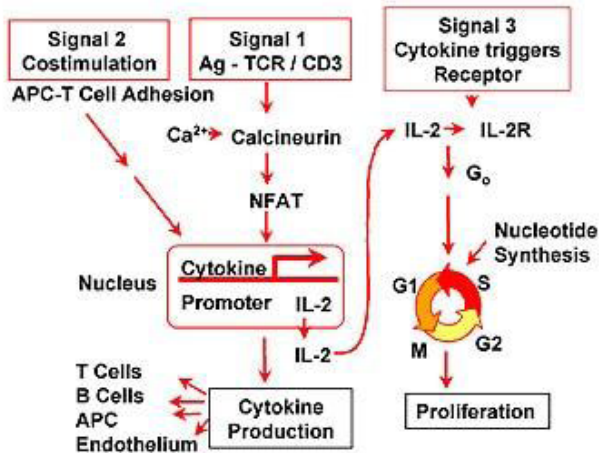 Signal 2
Costimulation
APC-T Cell Adhesion
Signal 1
Ag - TCR / CD3
Ca²⁺
Calcineurin
NFAT
Nucleus
Cytokine
Promoter
IL-2
IL-2
T Cells
B Cells
APC
Endothelium
Cytokine
Production
Signal 3
Cytokine triggers
Receptor
IL-2
IL-2R
G₀
Nucleotide
Synthesis
G1
S
M
G2
Proliferation